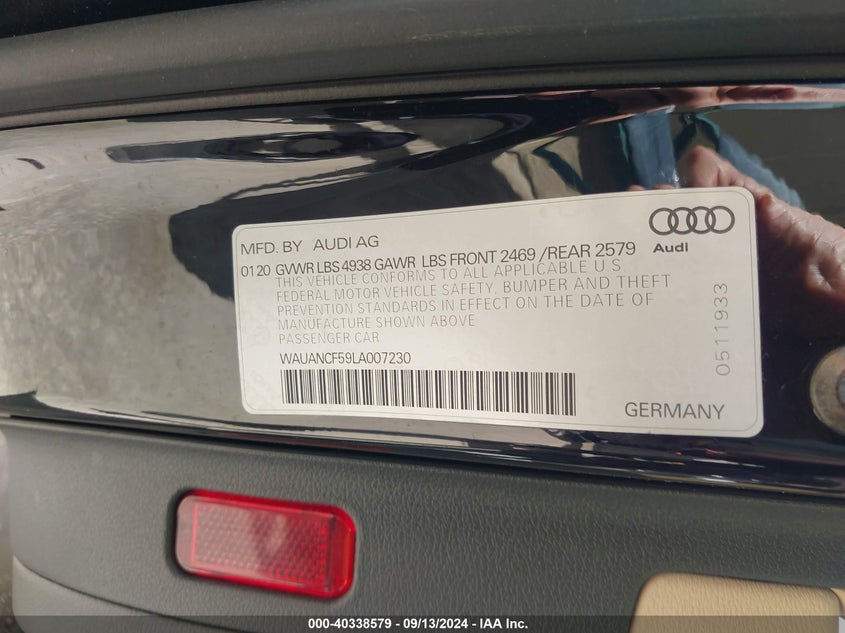 MFD. BY AUDI AG
Audi
0120 GVWR LBS 4938 GAWR LBS FRONT 2469 /REAR 2579
THIS VEHICLE CONFORMS TO ALL APPLICABLE U S
FEDERAL MOTOR VEHICLE SAFETY, BUMPER AND THEFT
PREVENTION STANDARDS IN EFFECT ON THE DATE OF
MANUFACTURE SHOWN ABOVE
PASSENGER CAR
WAUANCF59LA007230
0511933
GERMANY
000-40338579 - 09/13/2024 - IAA Inc.